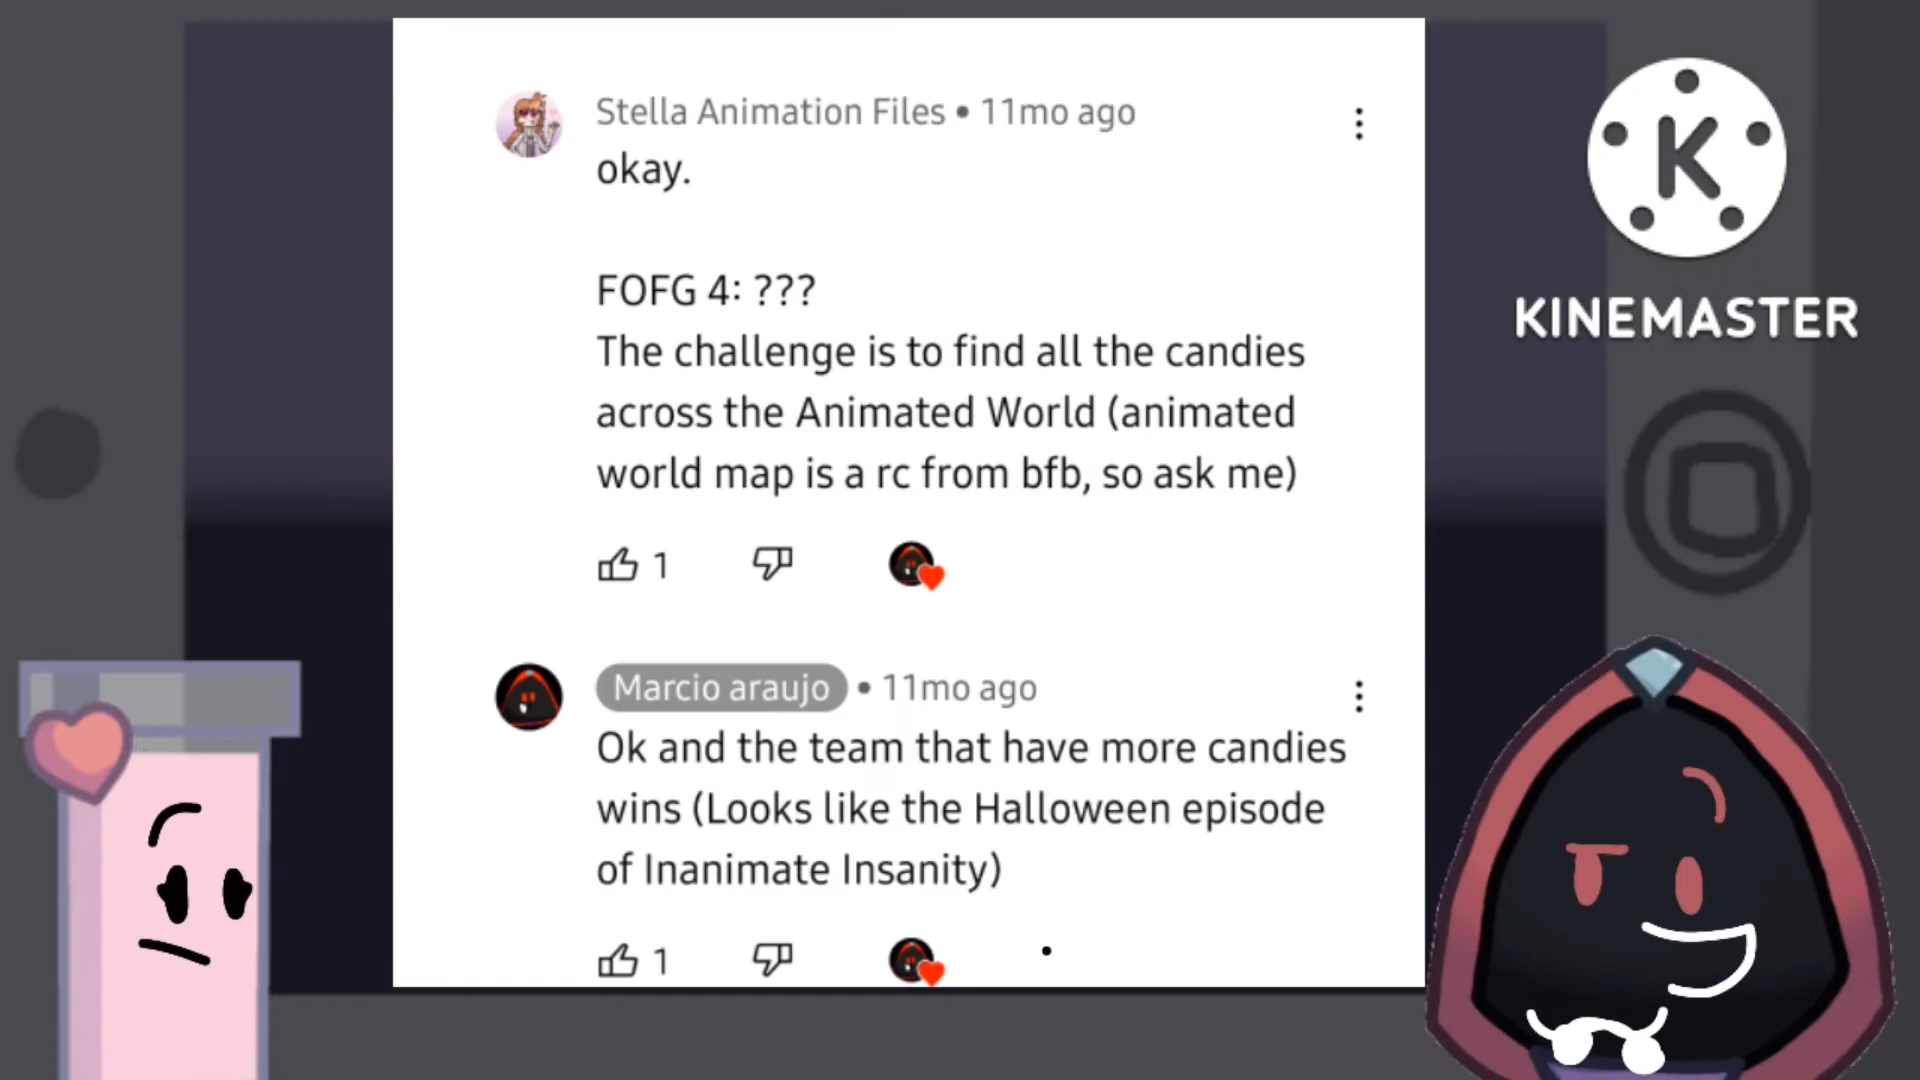 Stella Animation Files • 11mo ago
okay.
FOFG 4: ???
The challenge is to find all the candies
across the Animated World (animated
world map is a rc from bfb, so ask me)
1
Marcio araujo • 11mo ago
Ok and the team that have more candies
wins (Looks like the Halloween episode
of Inanimate Insanity)
1
K
KINEMASTER